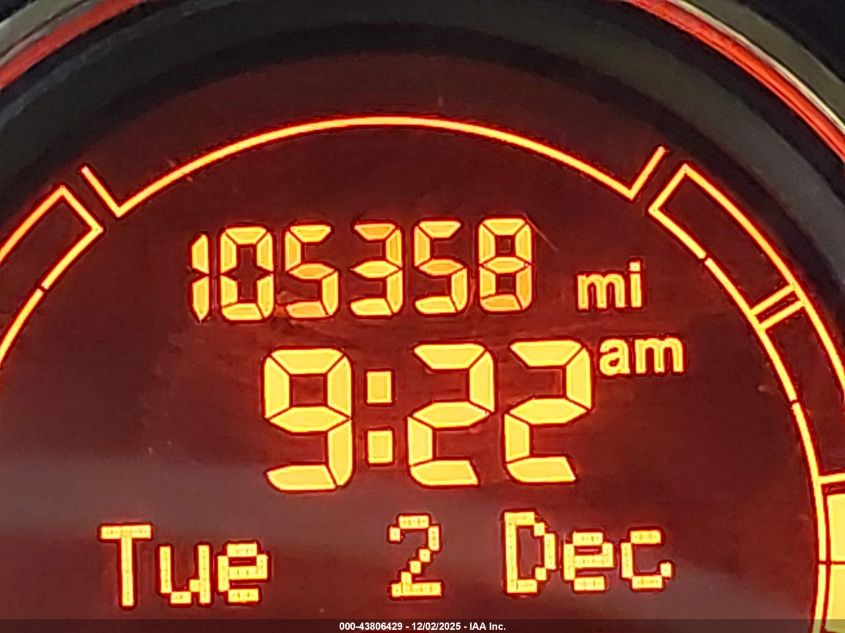 105358 mi
9:22 am
Tue 2 Dec
000-43806429 - 12/02/2025 - IAA Inc.